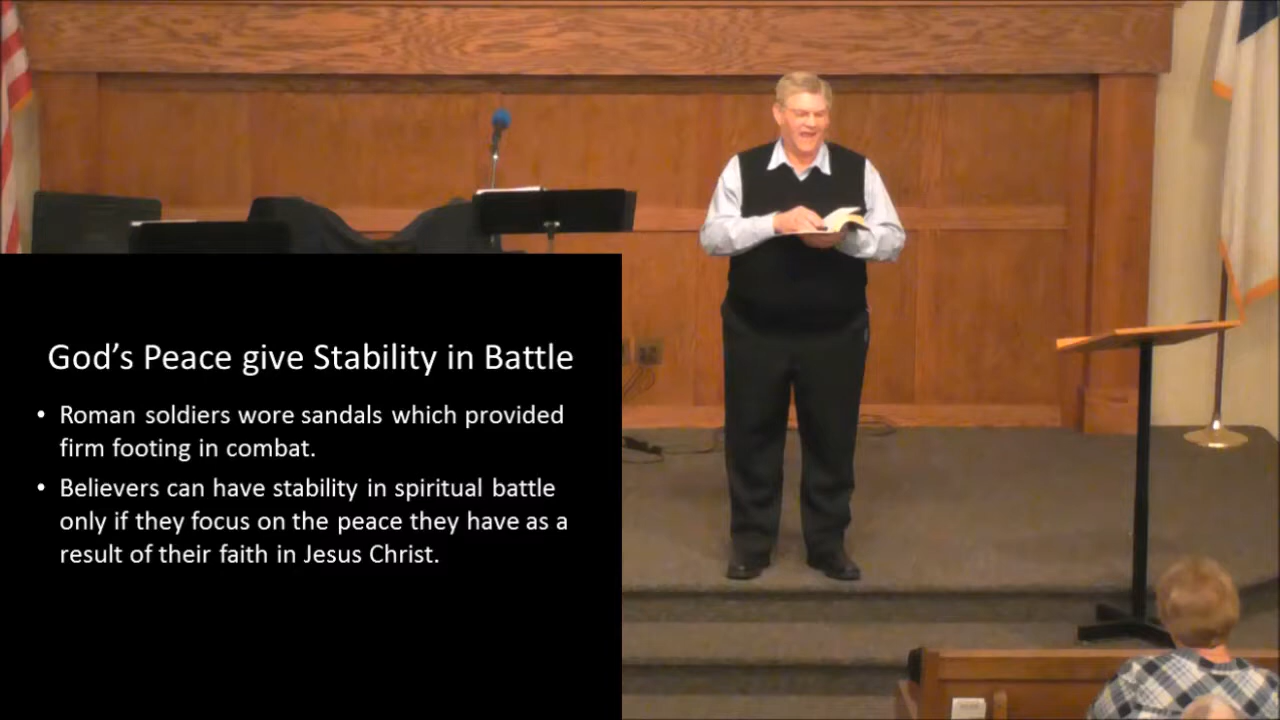 God’s Peace give Stability in Battle
• Roman soldiers wore sandals which provided
firm footing in combat.
• Believers can have stability in spiritual battle
only if they focus on the peace they have as a
result of their faith in Jesus Christ.